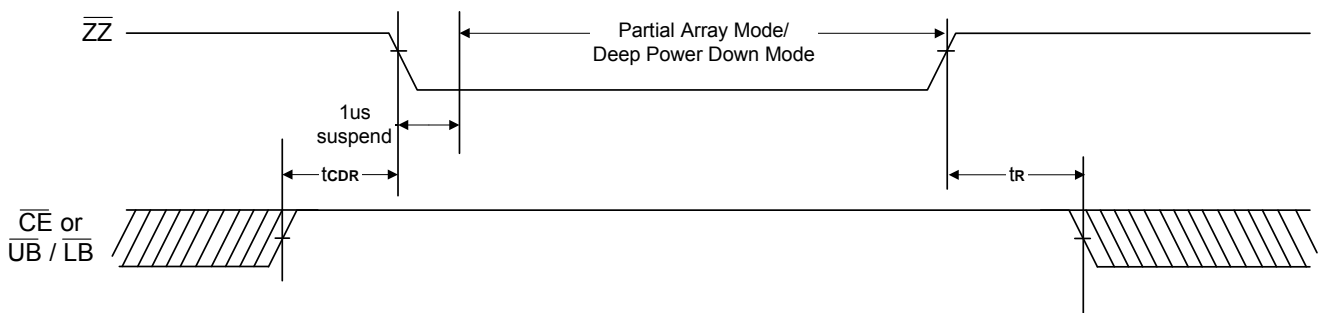 ZZ
Partial Array Mode/
Deep Power Down Mode
1us
suspend
tCDR
tR
CE or
UB / LB